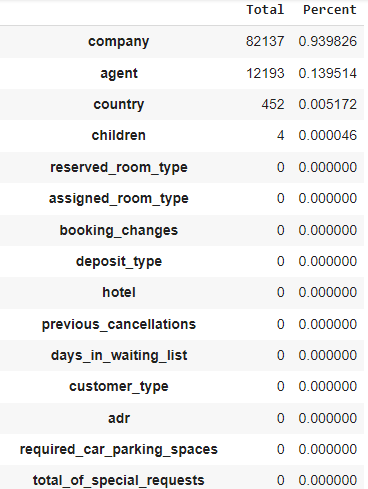 Total Percent
company 82137 0.939826
agent 12193 0.139514
country 452 0.005172
children 4 0.000046
reserved_room_type 0 0.000000
assigned_room_type 0 0.000000
booking_changes 0 0.000000
deposit_type 0 0.000000
hotel 0 0.000000
previous_cancellations 0 0.000000
days_in_waiting_list 0 0.000000
customer_type 0 0.000000
adr 0 0.000000
required_car_parking_spaces 0 0.000000
total_of_special_requests 0 0.000000